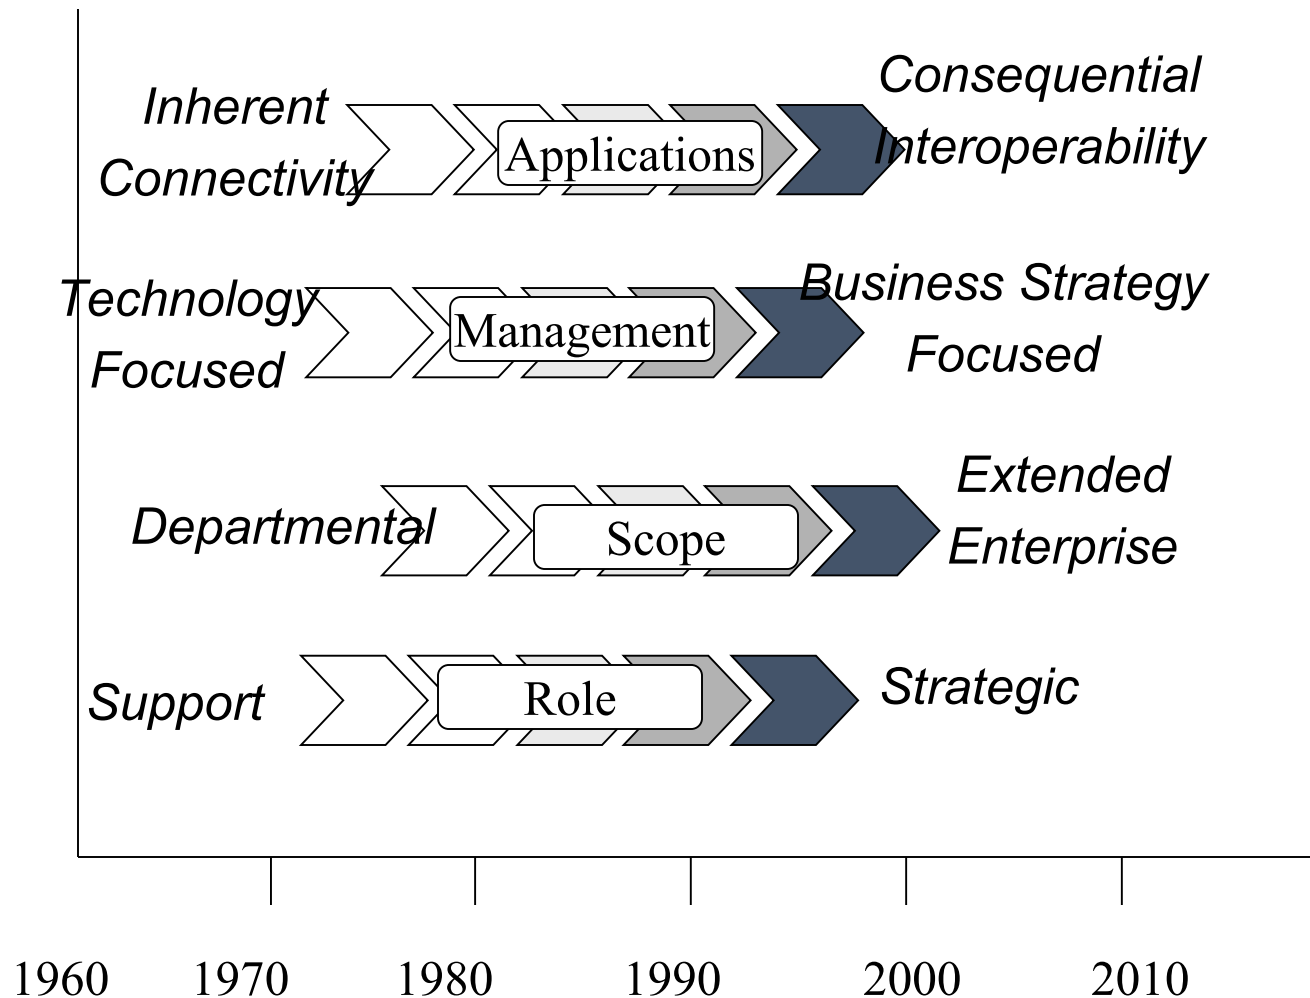 Inherent
Connectivity
Applications
Consequential
Interoperability
Technology
Focused
Management
Business Strategy
Focused
Departmental
Scope
Extended
Enterprise
Support
Role
Strategic
1960 1970 1980 1990 2000 2010